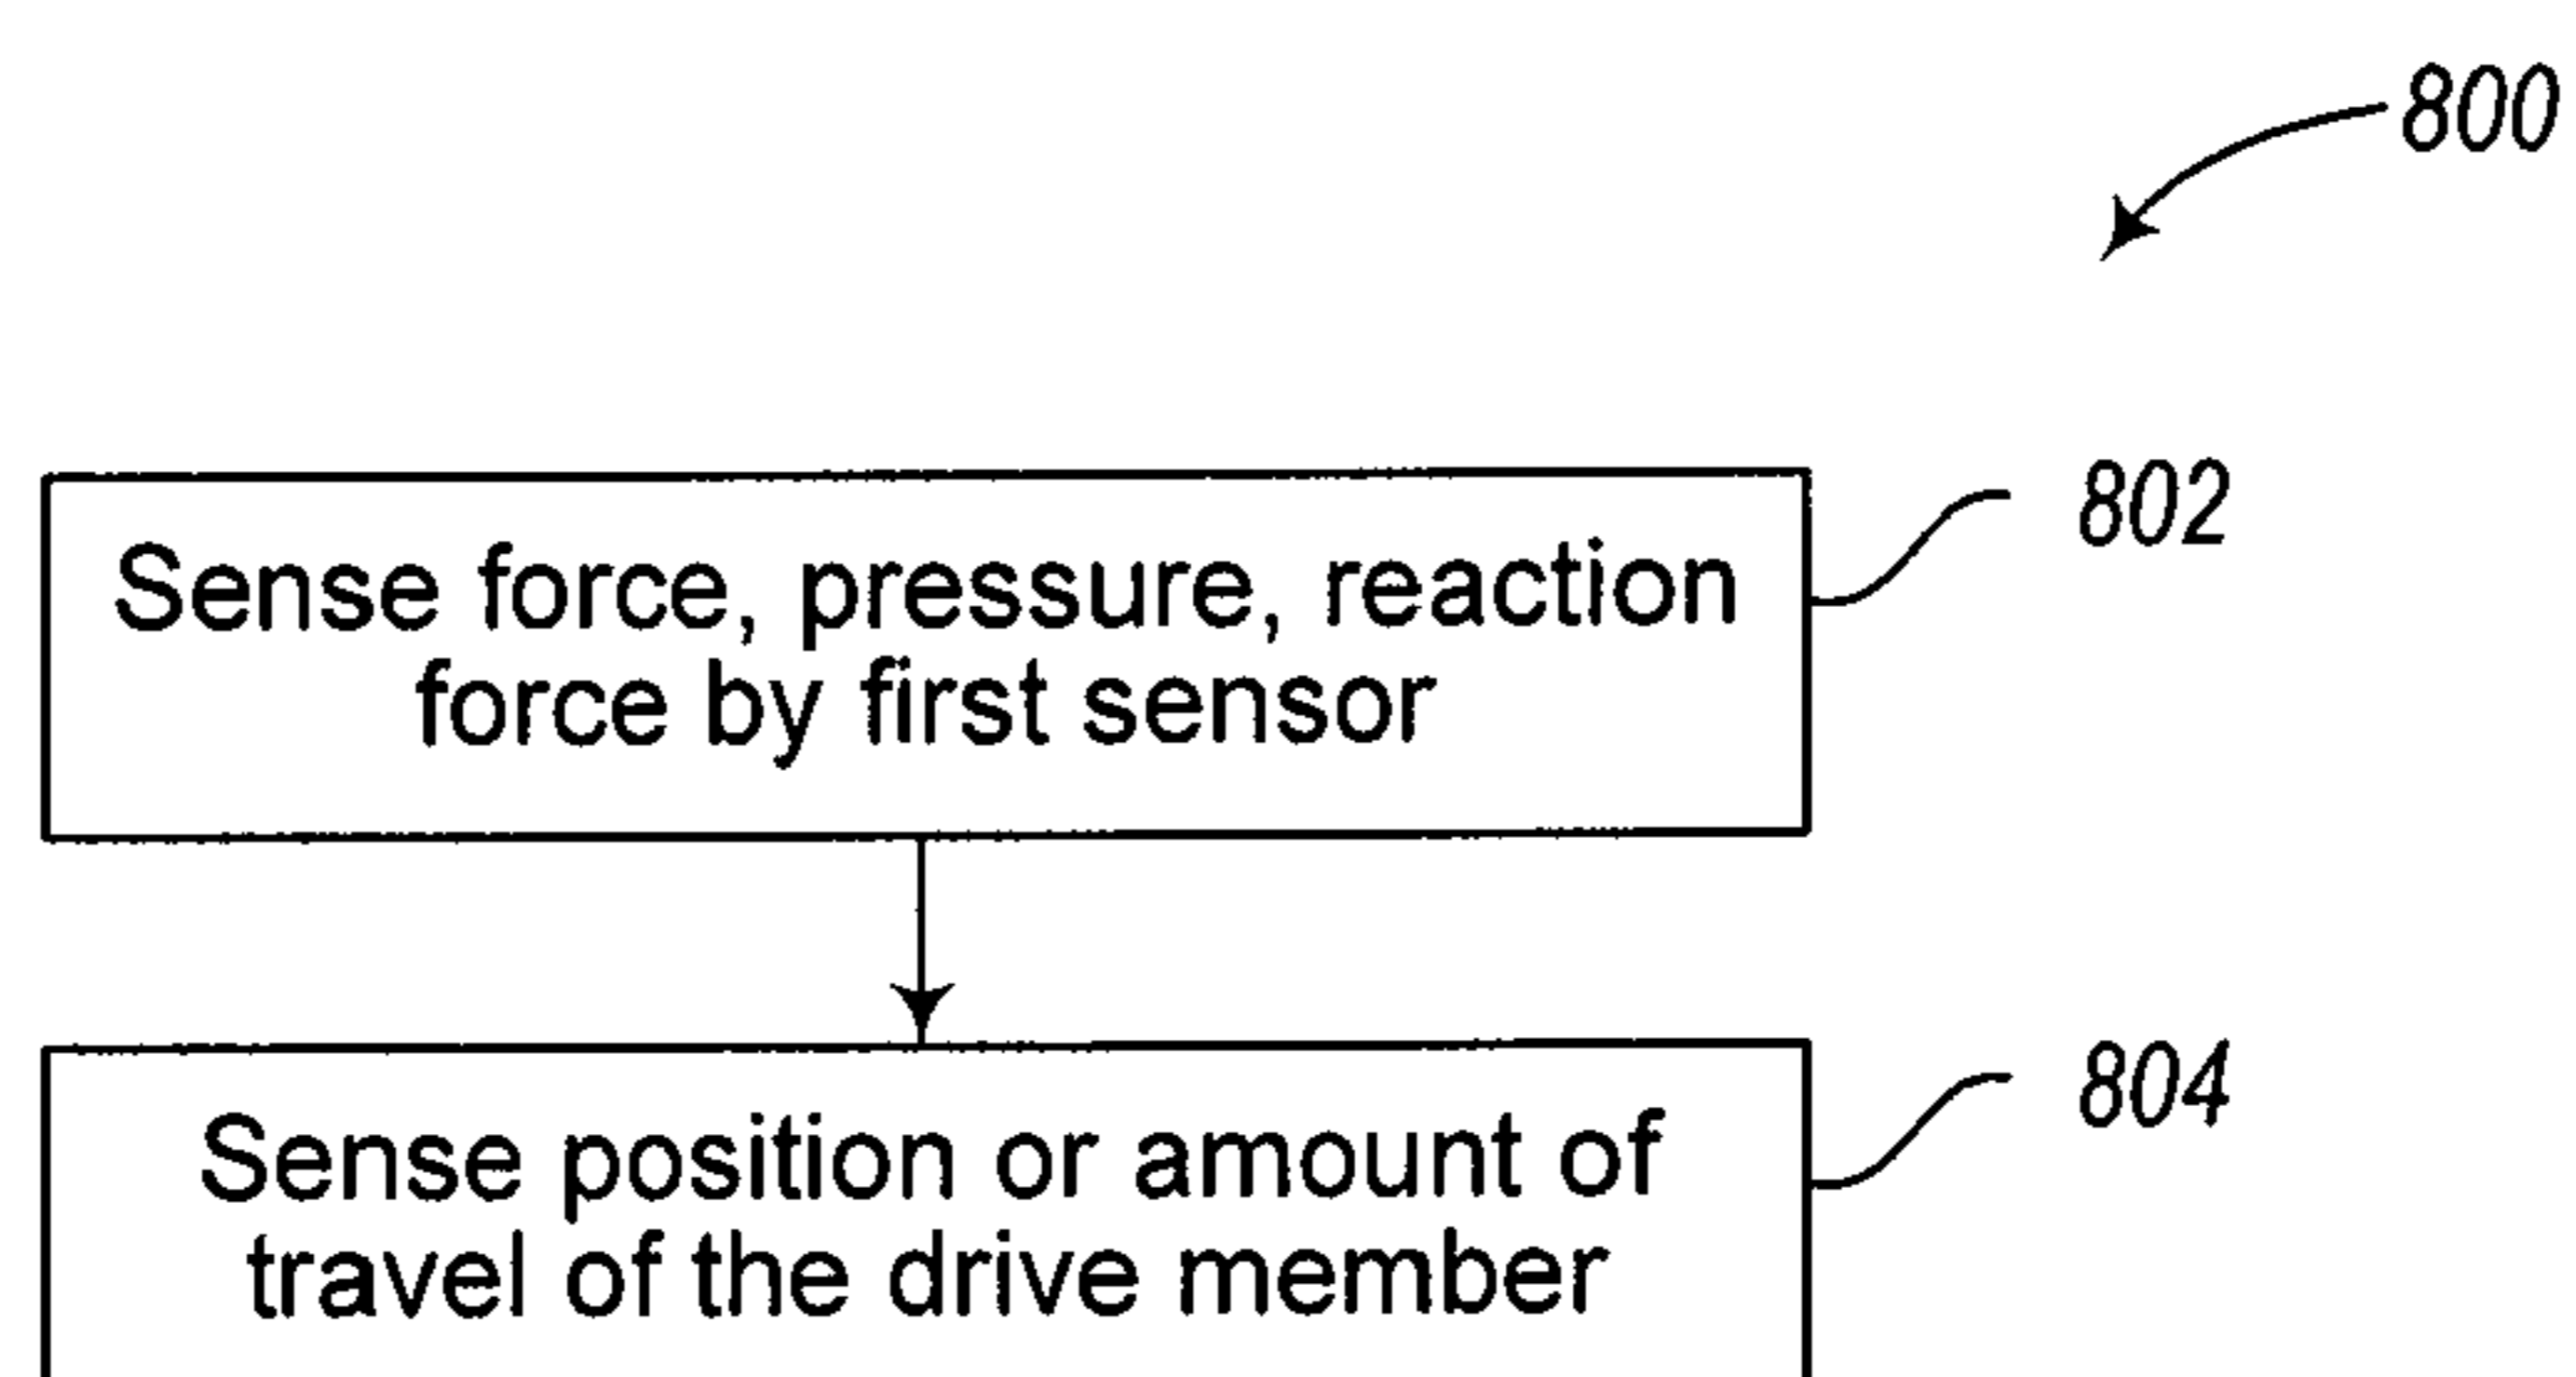 800
802
Sense force, pressure, reaction
force by first sensor
804
Sense position or amount of
travel of the drive member